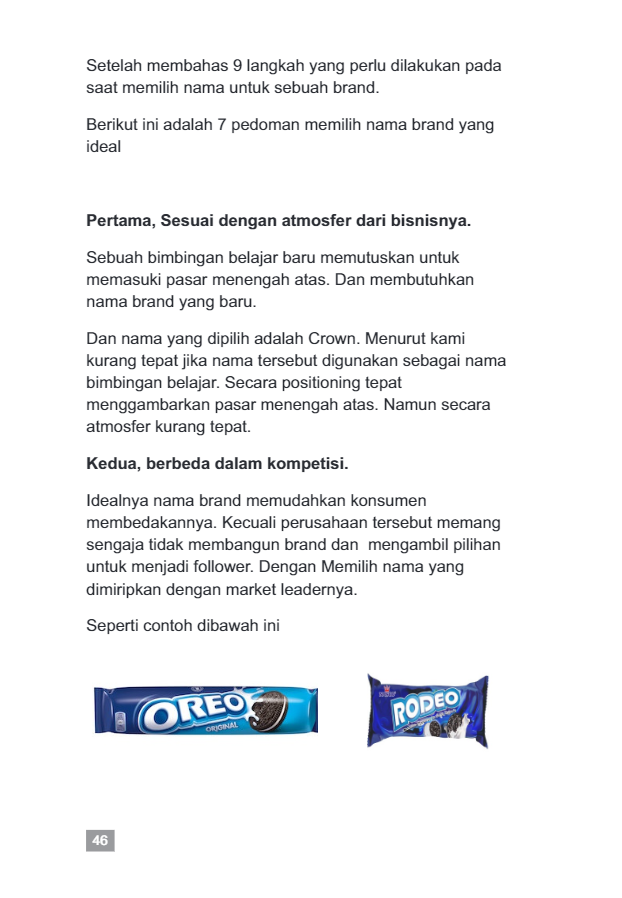 Setelah membahas 9 langkah yang perlu dilakukan pada
saat memilih nama untuk sebuah brand.
Berikut ini adalah 7 pedoman memilih nama brand yang
ideal
Pertama, Sesuai dengan atmosfer dari bisnisnya.
Sebuah bimbingan belajar baru memutuskan untuk
memasuki pasar menengah atas. Dan membutuhkan
nama brand yang baru.
Dan nama yang dipilih adalah Crown. Menurut kami
kurang tepat jika nama tersebut digunakan sebagai nama
bimbingan belajar. Secara positioning tepat
menggambarkan pasar menengah atas. Namun secara
atmosfer kurang tepat.
Kedua, berbeda dalam kompetisi.
Idealnya nama brand memudahkan konsumen
membedakannya. Kecuali perusahaan tersebut memang
sengaja tidak membangun brand dan  mengambil pilihan
untuk menjadi follower. Dengan Memilih nama yang
dimiripkan dengan market leadernya.
Seperti contoh dibawah ini
OREO
ORIGINAL
RODEO
46